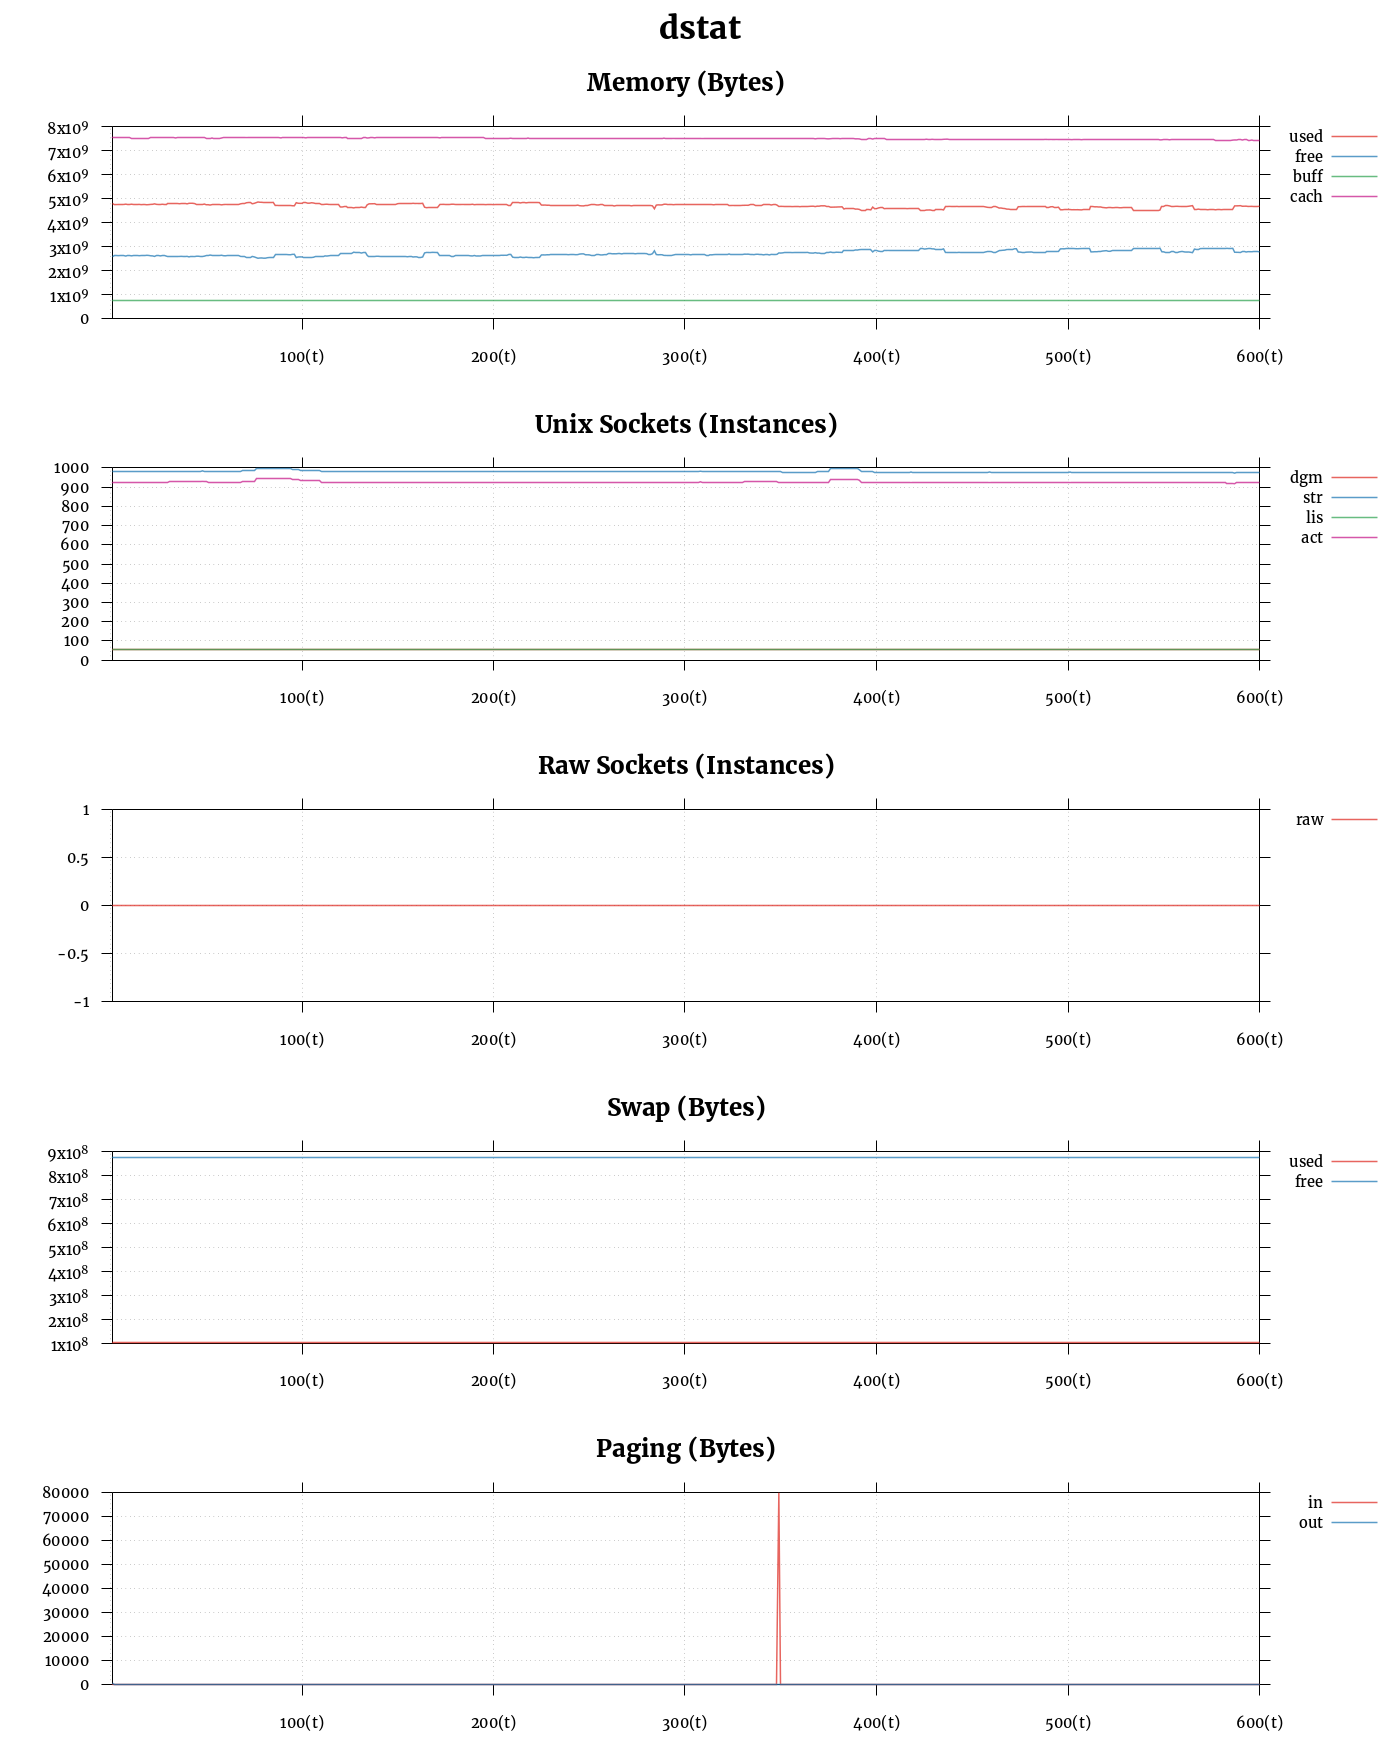 dstat
Memory (Bytes)
8x10⁹
7x10⁹
6x10⁹
5x10⁹
4x10⁹
3x10⁹
2x10⁹
1x10⁹
0
100(t) 200(t) 300(t) 400(t) 500(t) 600(t)
used
free
buff
cach
Unix Sockets (Instances)
1000
900
800
700
600
500
400
300
200
100
0
100(t) 200(t) 300(t) 400(t) 500(t) 600(t)
dgm
str
lis
act
Raw Sockets (Instances)
1
0.5
0
-0.5
-1
100(t) 200(t) 300(t) 400(t) 500(t) 600(t)
raw
Swap (Bytes)
9x10⁸
8x10⁸
7x10⁸
6x10⁸
5x10⁸
4x10⁸
3x10⁸
2x10⁸
1x10⁸
100(t) 200(t) 300(t) 400(t) 500(t) 600(t)
used
free
Paging (Bytes)
80000
70000
60000
50000
40000
30000
20000
10000
0
100(t) 200(t) 300(t) 400(t) 500(t) 600(t)
in
out